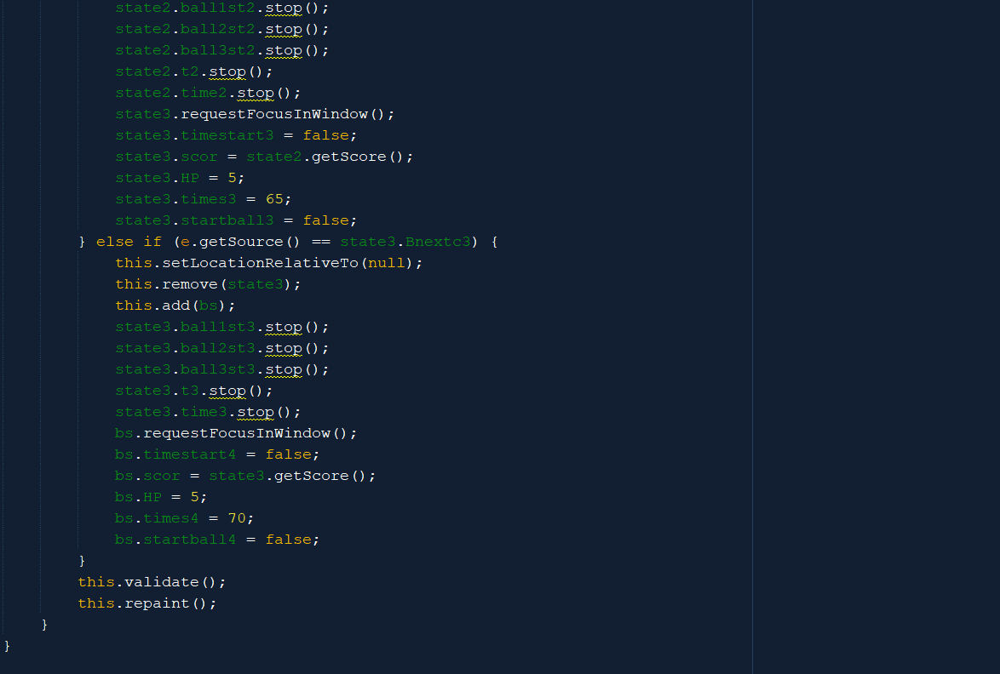 state2.ball1st2.stop();
state2.ball2st2.stop();
state2.ball3st2.stop();
state2.t2.stop();
state2.time2.stop();
state3.requestFocusInWindow();
state3.timestart3 = false;
state3.scor = state2.getScore();
state3.HP = 5;
state3.times3 = 65;
state3.startball3 = false;
} else if (e.getSource() == state3.Bnextc3) {
this.setLocationRelativeTo(null);
this.remove(state3);
this.add(bs);
state3.ball1st3.stop();
state3.ball2st3.stop();
state3.ball3st3.stop();
state3.t3.stop();
state3.time3.stop();
bs.requestFocusInWindow();
bs.timestart4 = false;
bs.scor = state3.getScore();
bs.HP = 5;
bs.times4 = 70;
bs.startball4 = false;
}
this.validate();
this.repaint();
}
}